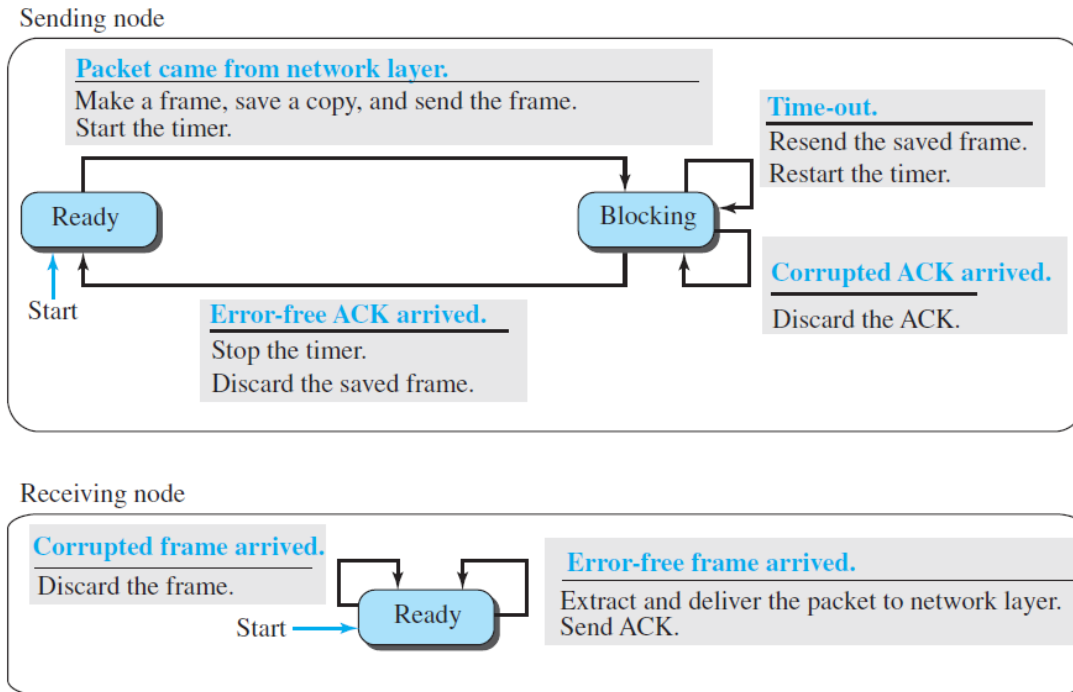 Sending node
Packet came from network layer.
Make a frame, save a copy, and send the frame.
Start the timer.
Time-out.
Resend the saved frame.
Restart the timer.
Ready
Blocking
Start
Error-free ACK arrived.
Stop the timer.
Discard the saved frame.
Corrupted ACK arrived.
Discard the ACK.
Receiving node
Corrupted frame arrived.
Discard the frame.
Start
Ready
Error-free frame arrived.
Extract and deliver the packet to network layer.
Send ACK.